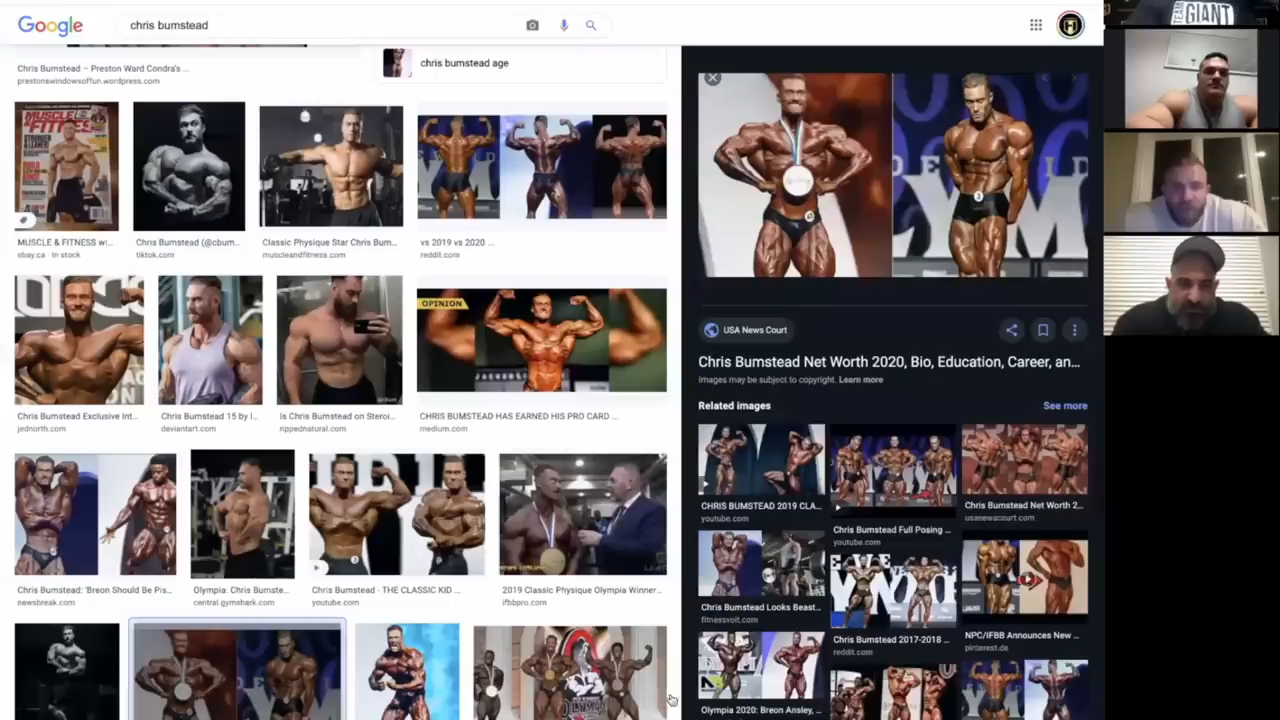 Google
chris bumstead
TEAM
GIANT
Chris Bumstead – Preston Ward Condra's ...
prestonswindowsoffun.wordpress.com
chris bumstead age
MUSCLE & FITNESS
OPINION
MUSCLE & FITNESS wi...
ebay.ca · In stock
Chris Bumstead (@cbum...
tiktok.com
Classic Physique Star Chris Bum...
muscleandfitness.com
vs 2019 vs 2020 ...
reddit.com
Chris Bumstead Exclusive Int...
jednorth.com
Chris Bumstead 15 by l...
deviantart.com
Is Chris Bumstead on Steroi...
rippednatural.com
CHRIS BUMSTEAD HAS EARNED HIS PRO CARD ...
medium.com
Chris Bumstead: 'Breon Should Be Pis...
newsbreak.com
Olympia: Chris Bumste...
central.gymshark.com
Chris Bumstead - THE CLASSIC KID ...
youtube.com
2019 Classic Physique Olympia Winner...
ifbbpro.com
USA News Court
Chris Bumstead Net Worth 2020, Bio, Education, Career, an...
Images may be subject to copyright. Learn more
Related images
See more
CHRIS BUMSTEAD 2019 CLA...
youtube.com
Chris Bumstead Full Posing ...
youtube.com
Chris Bumstead Net Worth 2...
usanewscourt.com
Chris Bumstead Looks Beast...
fitnessvolt.com
Chris Bumstead 2017-2018 ...
reddit.com
NPC/IFBB Announces New ...
pinterest.de
Olympia 2020: Breon Ansley, ...